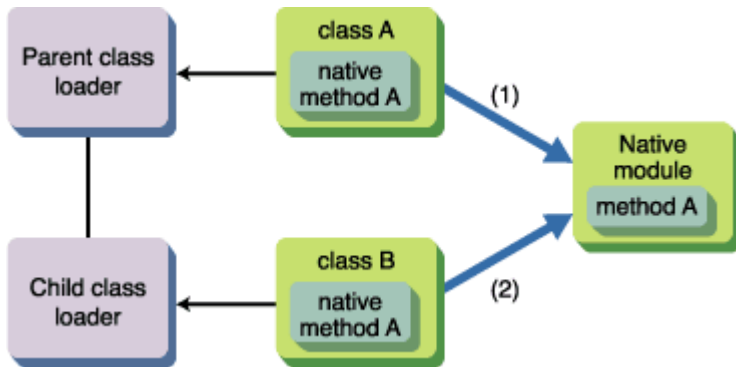 Parent class
loader
class A
native
method A
(1)
Native
module
method A
Child class
loader
class B
native
method A
(2)